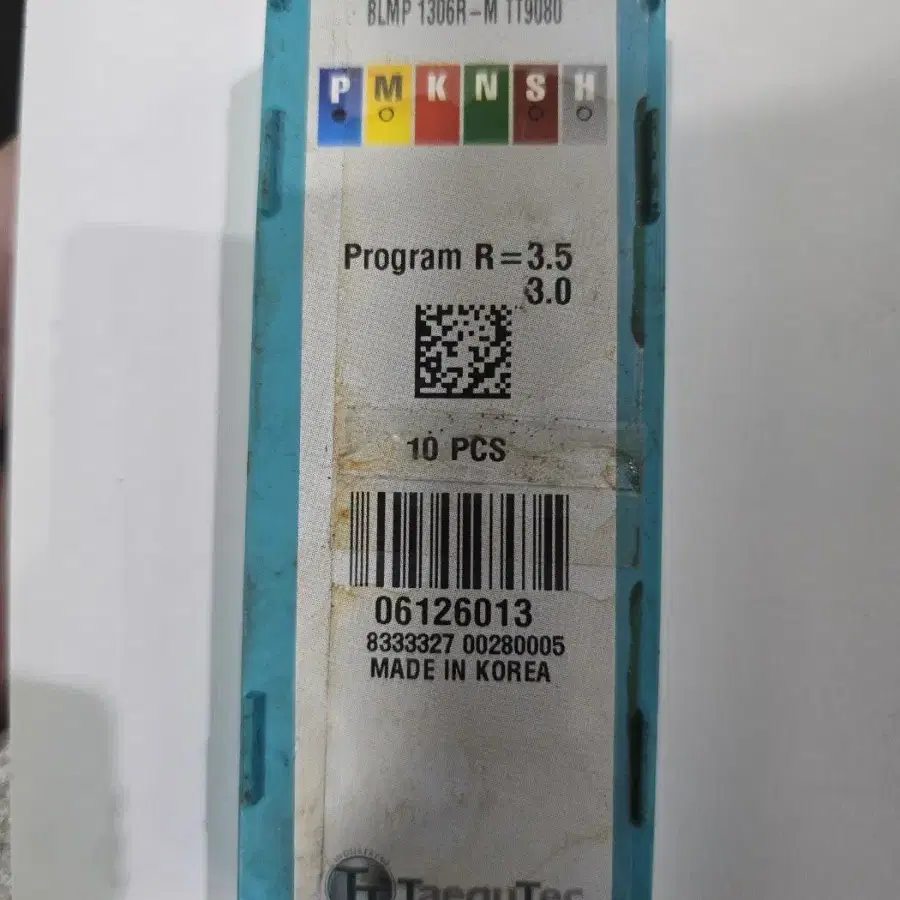 BLMP 1306R-M TT9080
P M K N S H
Program R=3.5
3.0
10 PCS
06126013
8333327 00280005
MADE IN KOREA
TaeguTec